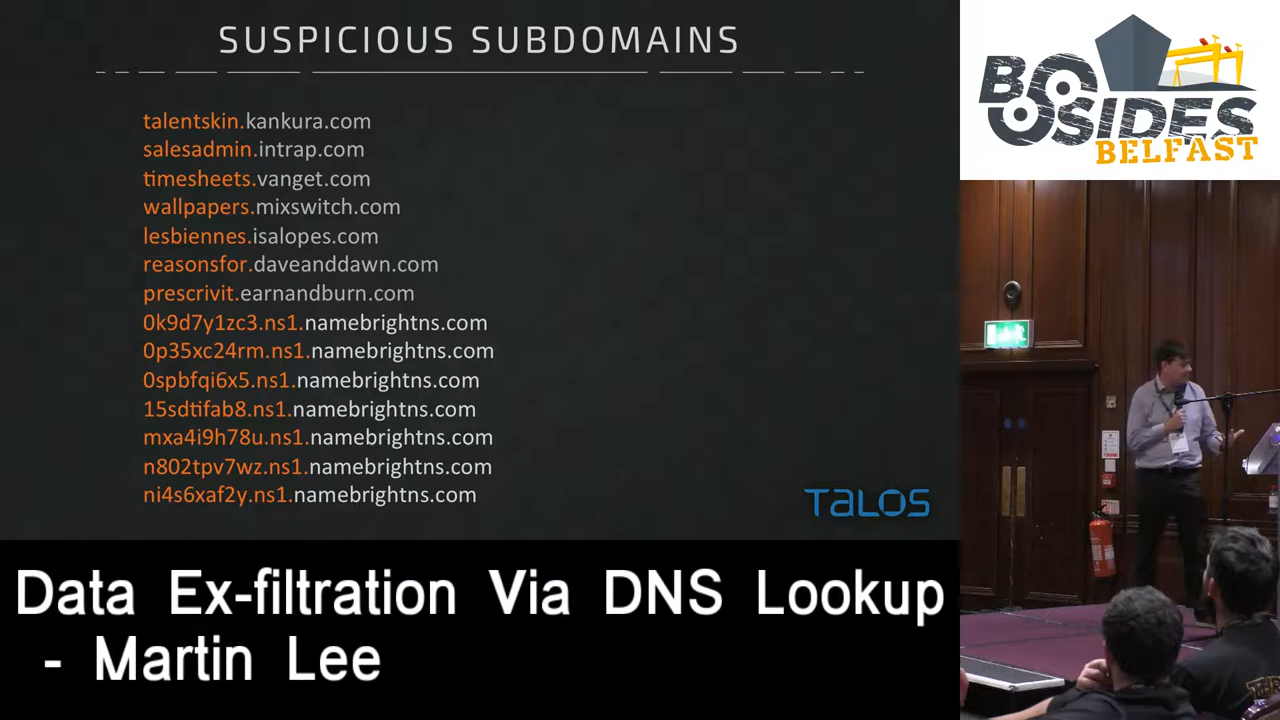 SUSPICIOUS SUBDOMAINS
talentskin.kankura.com
salesadmin.intrap.com
timesheets.vanget.com
wallpapers.mixswitch.com
lesbiennes.isalopes.com
reasonsfor.daveanddawn.com
prescrivit.earnandburn.com
0k9d7y1zc3.ns1.namebrightns.com
0p35xc24rm.ns1.namebrightns.com
0spbfqi6x5.ns1.namebrightns.com
15sdtifab8.ns1.namebrightns.com
mxa4i9h78u.ns1.namebrightns.com
n802tpv7wz.ns1.namebrightns.com
ni4s6xaf2y.ns1.namebrightns.com
TALOS
BSIDES
BELFAST
Data Ex-filtration Via DNS Lookup
- Martin Lee